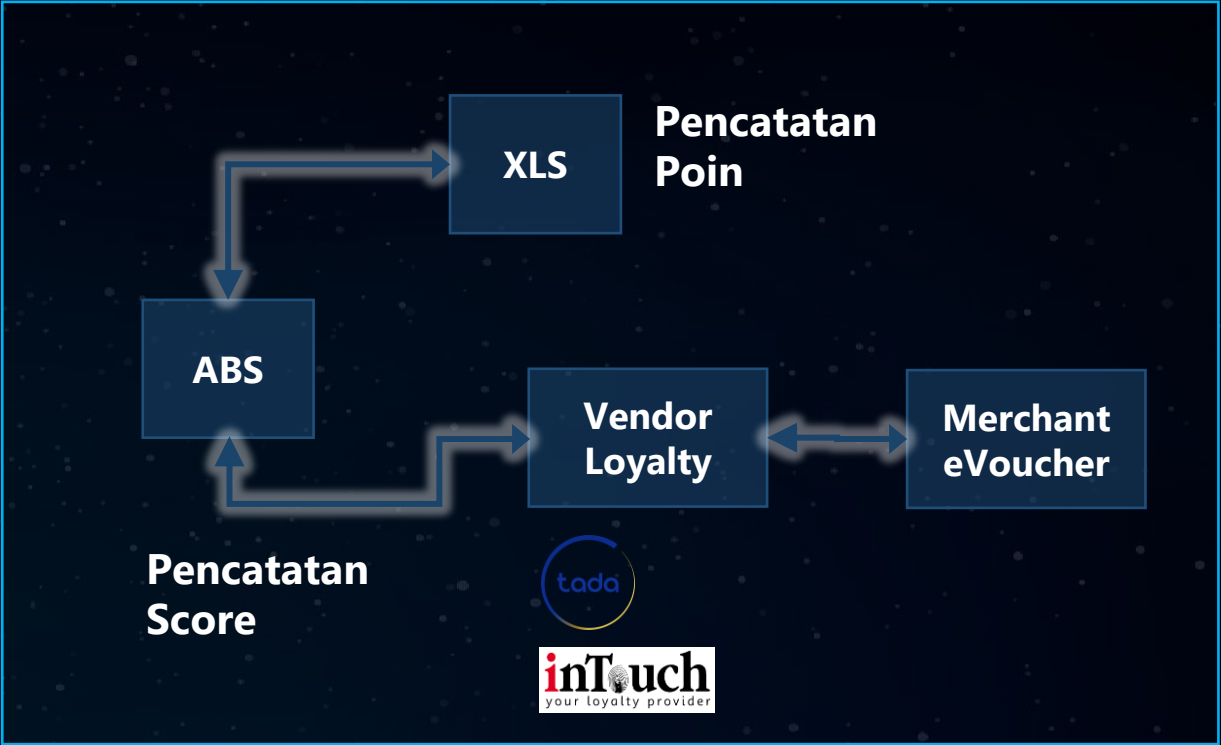 XLS
Pencatatan
Poin
ABS
Vendor
Loyalty
Merchant
eVoucher
Pencatatan
Score
tada
inTouch
your loyalty provider